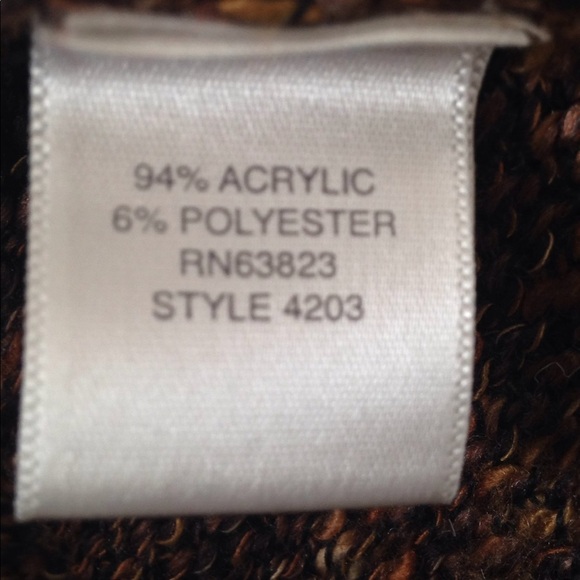 94% ACRYLIC
6% POLYESTER
RN63823
STYLE 4203